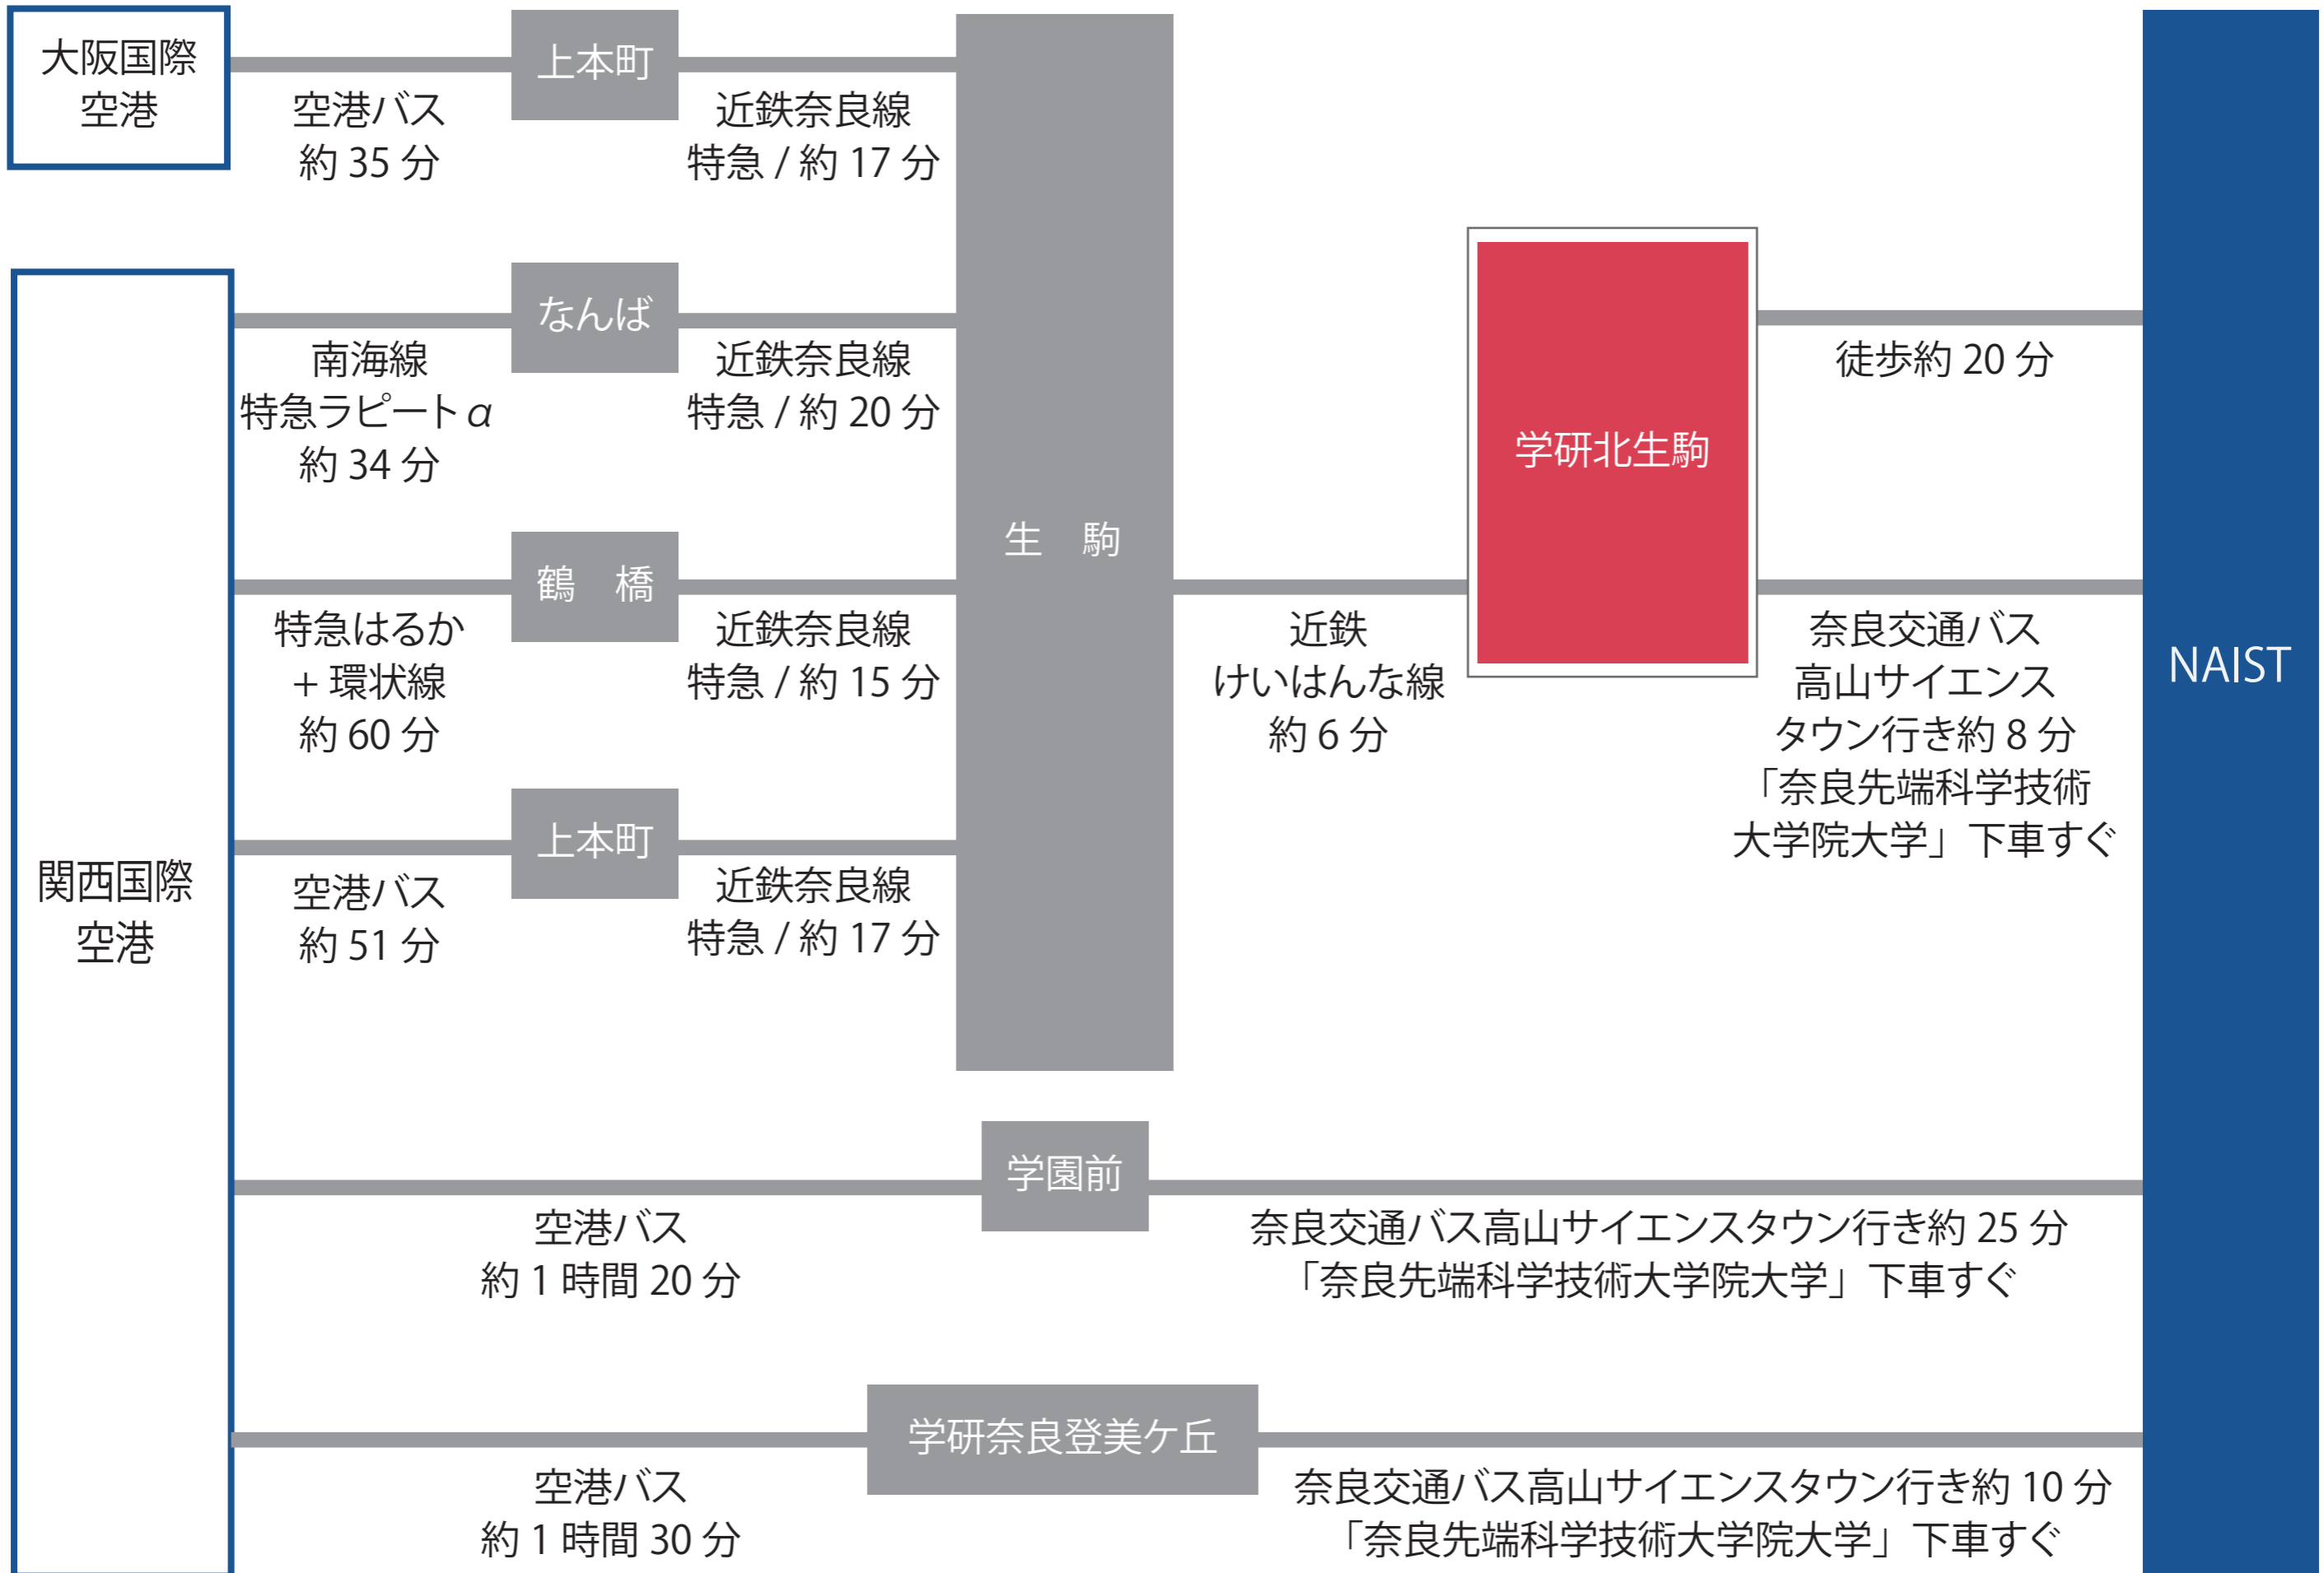 大阪国際
空港
空港バス
約 35 分
上本町
近鉄奈良線
特急 / 約 17 分
関西国際
空港
南海線
特急ラピート α
約 34 分
なんば
近鉄奈良線
特急 / 約 20 分
特急はるか
+ 環状線
約 60 分
鶴　橋
近鉄奈良線
特急 / 約 15 分
空港バス
約 51 分
上本町
近鉄奈良線
特急 / 約 17 分
生　駒
近鉄
けいはんな線
約 6 分
学研北生駒
徒歩約 20 分
奈良交通バス
高山サイエンス
タウン行き約 8 分
「奈良先端科学技術
大学院大学」下車すぐ
空港バス
約 1 時間 20 分
学園前
奈良交通バス高山サイエンスタウン行き約 25 分
「奈良先端科学技術大学院大学」下車すぐ
空港バス
約 1 時間 30 分
学研奈良登美ケ丘
奈良交通バス高山サイエンスタウン行き約 10 分
「奈良先端科学技術大学院大学」下車すぐ
NAIST